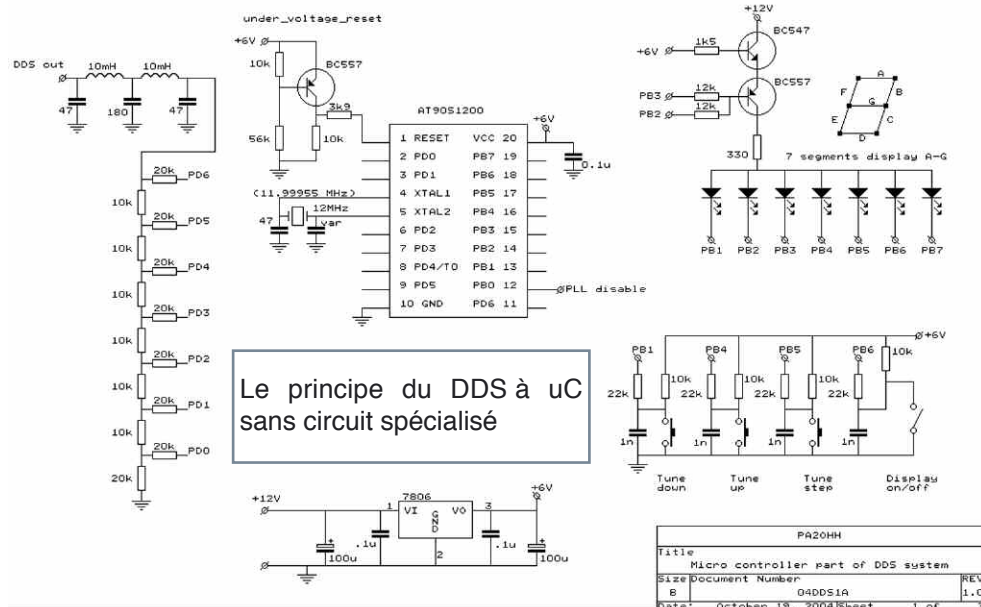 under_voltage_reset
+6V
10k
BC557
3k9
56k
10k
DDS out
10mH
10mH
47
180
47
20k
PD6
10k
20k
PD5
10k
20k
PD4
10k
20k
PD3
10k
20k
PD2
10k
20k
PD1
10k
20k
PD0
20k
(11.99955 MHz)
12MHz
47
var
AT90S1200
1 RESET VCC 20
2 PD0 PB7 19
3 PD1 PB6 18
4 XTAL1 PB5 17
5 XTAL2 PB4 16
6 PD2 PB3 15
7 PD3 PB2 14
8 PD4/T0 PB1 13
9 PD5 PB0 12
10 GND PD6 11
+6V
0.1u
PLL disable
+12V
BC547
+6V
1k5
BC557
PB3
12k
PB2
12k
330
A
F
B
G
E
C
D
7 segments display A-G
PB1 PB2 PB3 PB4 PB5 PB6 PB7
+6V
PB1 PB4 PB5 PB6
10k
10k 10k 10k
22k 22k 22k 22k
1n 1n 1n 1n
Tune down
Tune up
Tune step
Display on/off
Le principe du DDS à uC
sans circuit spécialisé
+12V
7806
+6V
1 VI GND VO 3
2
100u
.1u
.1u
100u
PA2OHH
Title
Micro controller part of DDS system
Size Document Number REV
B 04DDS1A 1.0
Date: October 19, 2004 Sheet 1 of